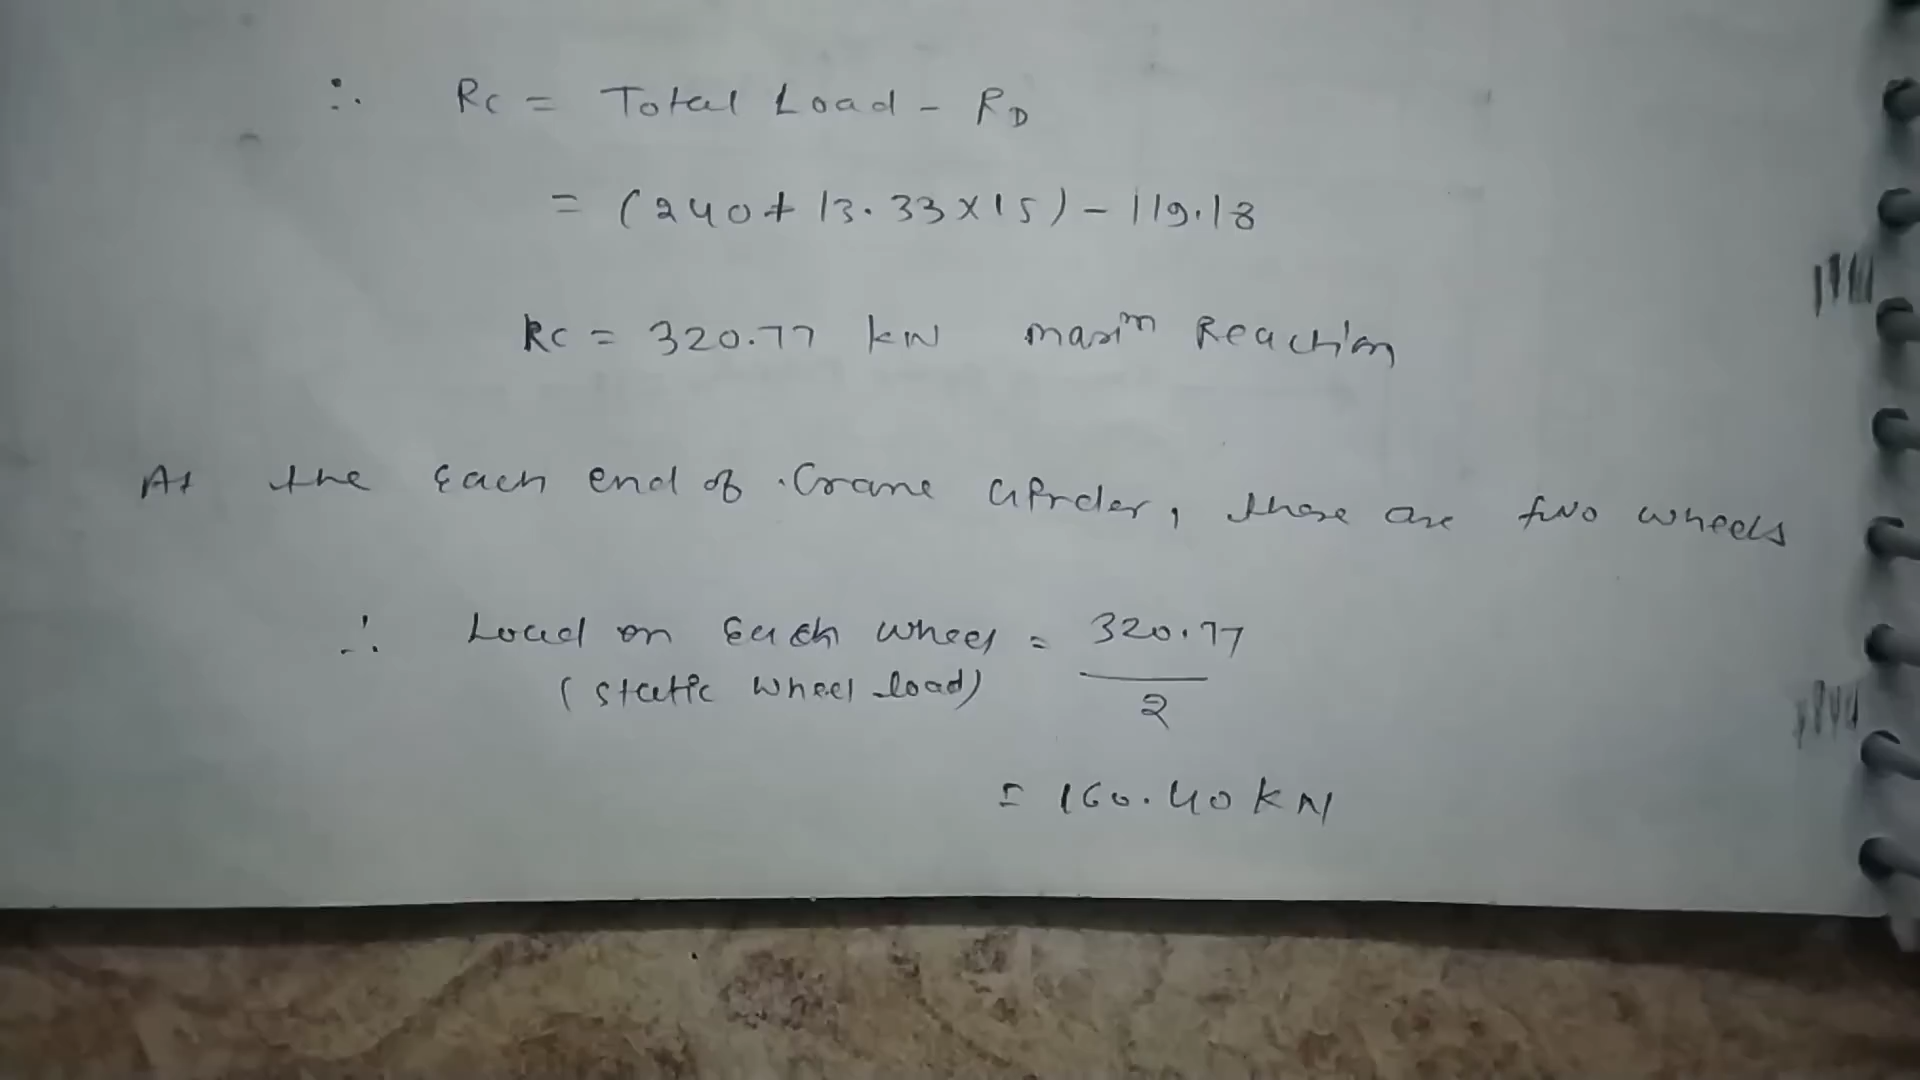 ∴ Rc = Total Load - RD
= (240 + 13.33 × 15) - 119.18
Rc = 320.77 kN maxim Reaction
At the Each end of Crane Girder, there are two wheels
∴ Load on Each wheel = 320.77
(static wheel load) 2
= 160.40 kN